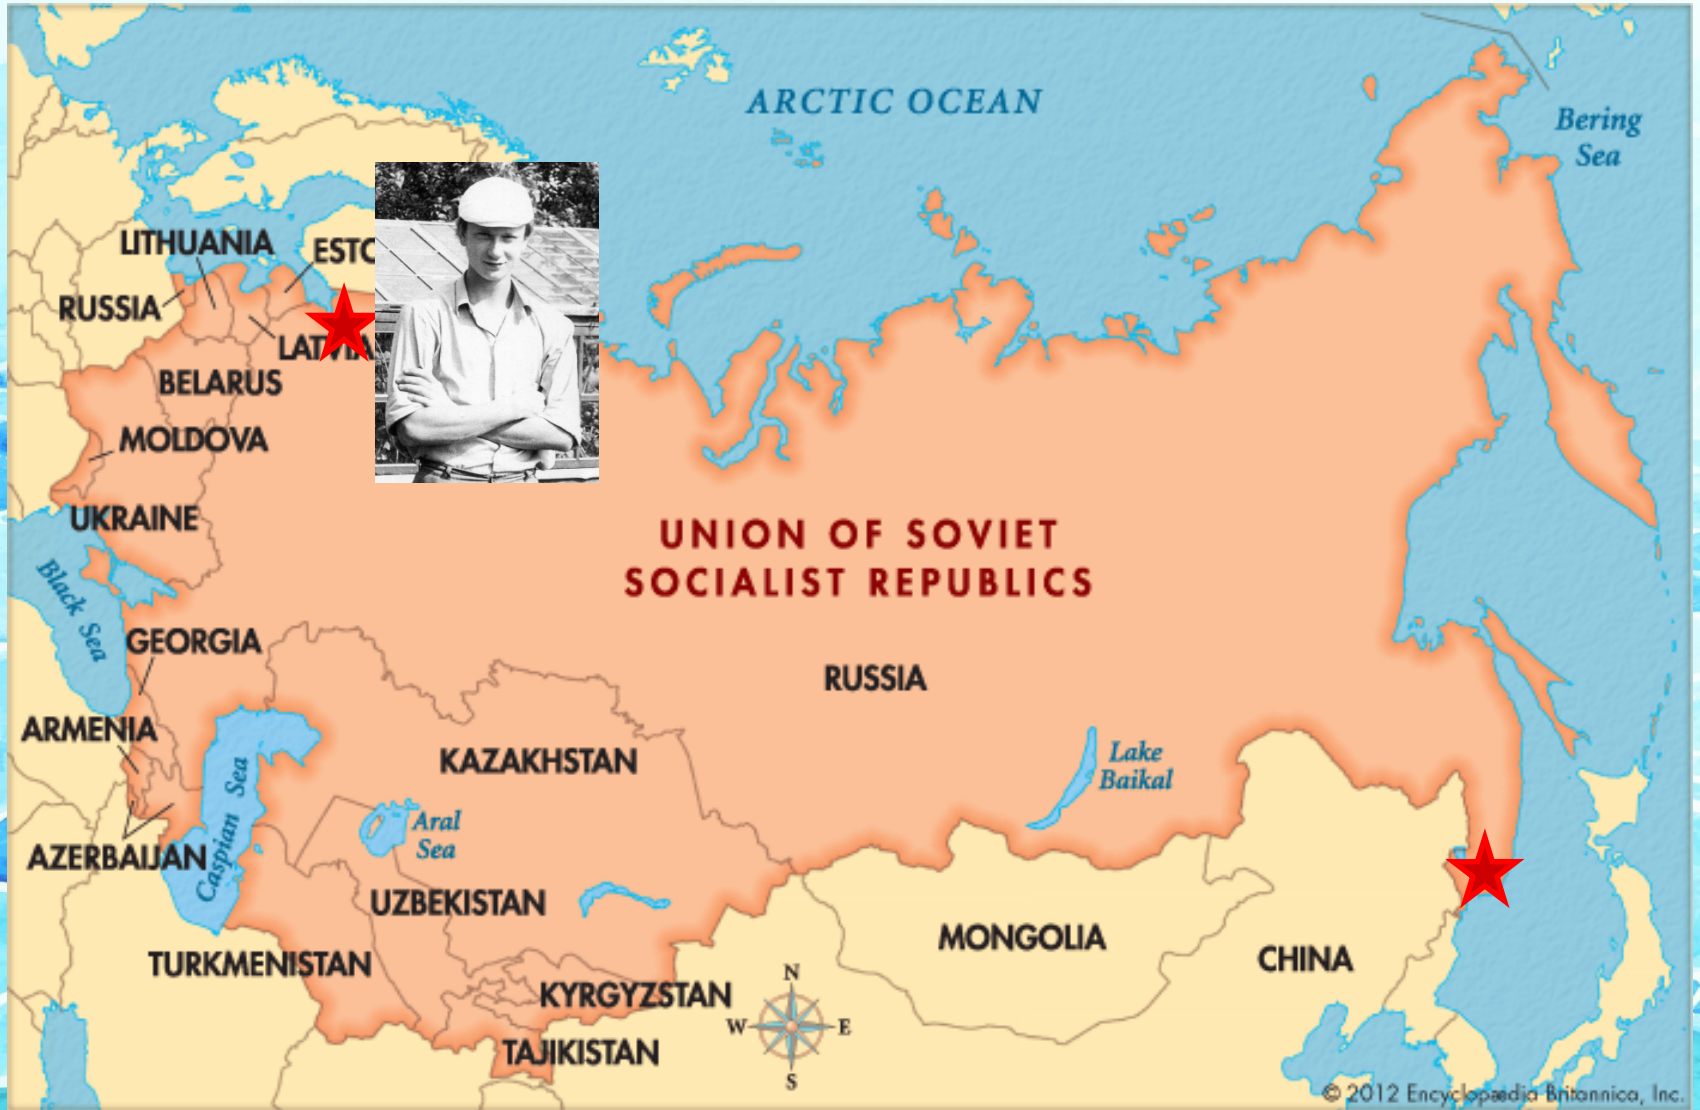 ARCTIC OCEAN
Bering
Sea
LITHUANIA
ESTO
RUSSIA
LATVIA
BELARUS
MOLDOVA
UKRAINE
UNION OF SOVIET
SOCIALIST REPUBLICS
Black Sea
GEORGIA
RUSSIA
ARMENIA
KAZAKHSTAN
Lake
Baikal
Caspian Sea
Aral
Sea
AZERBAIJAN
UZBEKISTAN
MONGOLIA
CHINA
TURKMENISTAN
KYRGYZSTAN
N
W
E
S
TAJIKISTAN
© 2012 Encyclopædia Britannica, Inc.